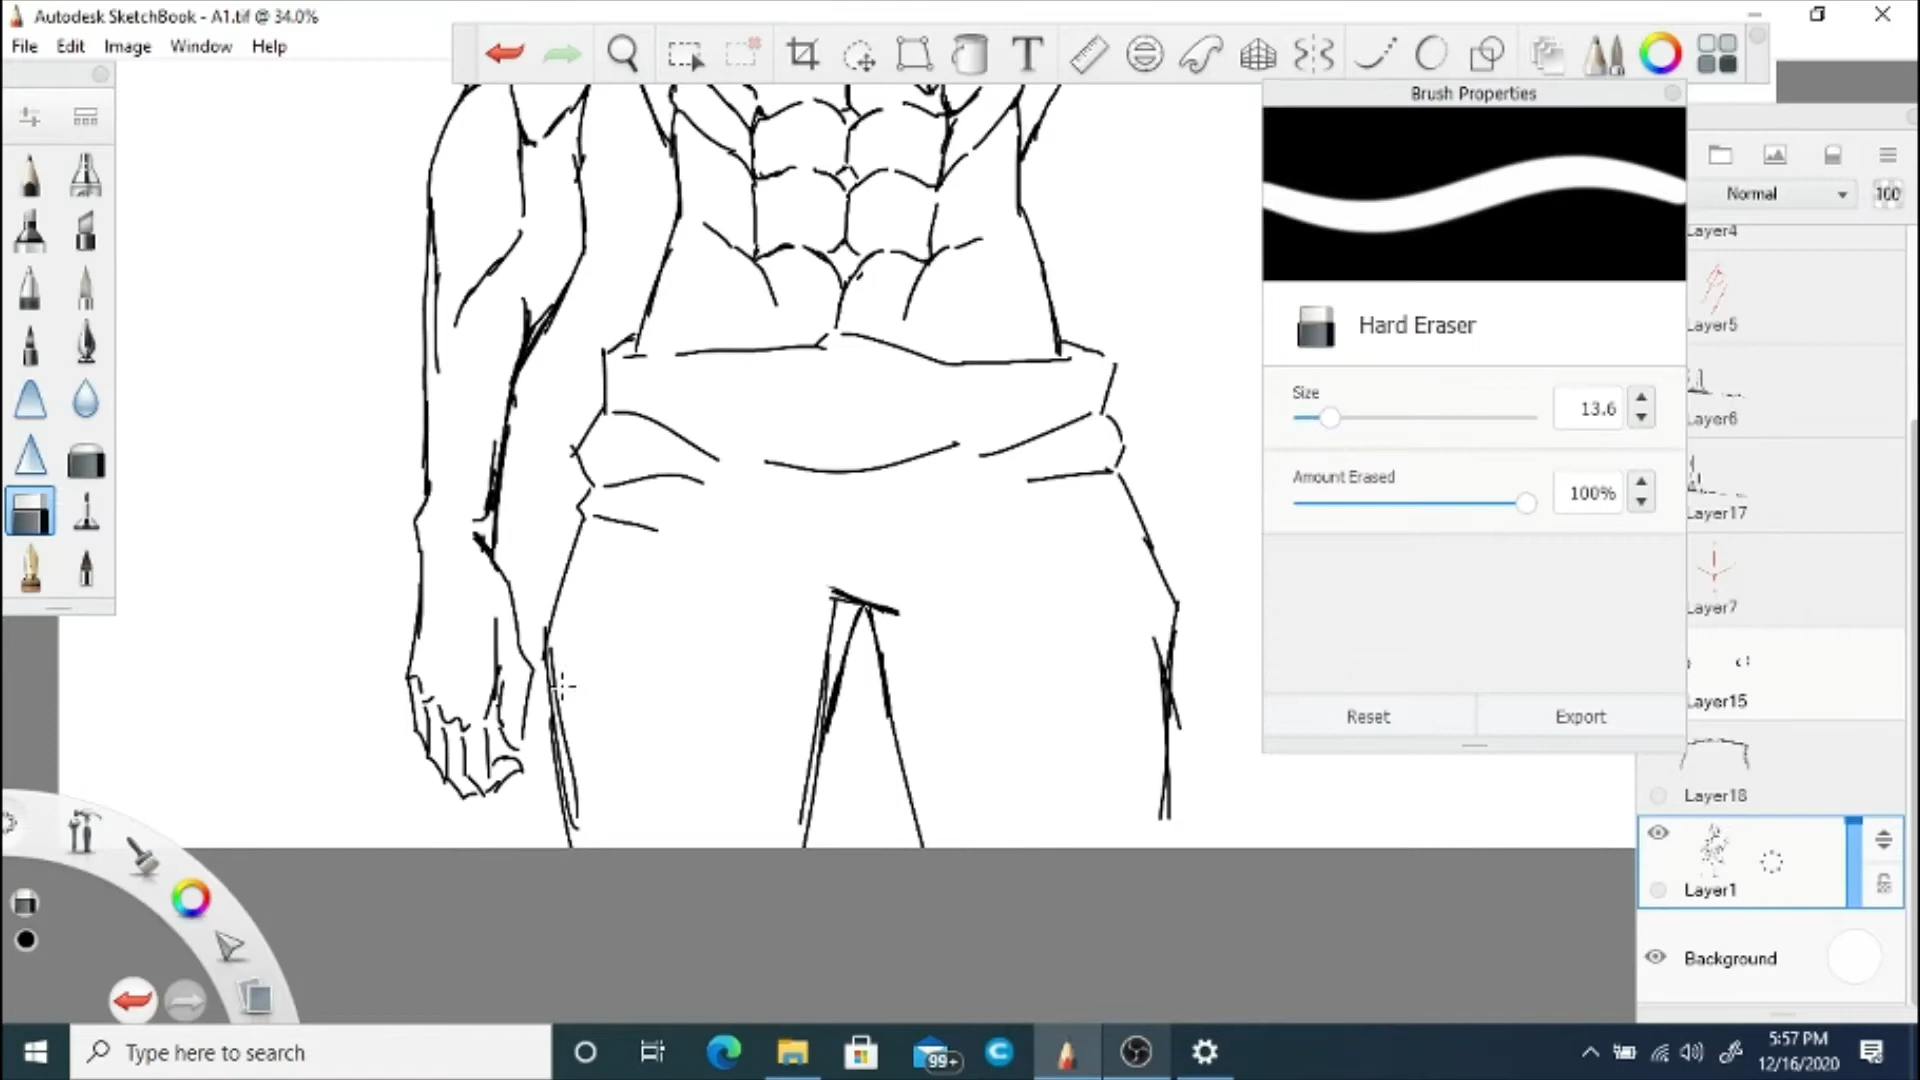 Autodesk SketchBook - A1.tif @ 34.0%
File Edit Image Window Help
T
Brush Properties
Normal 100
Layer4
Hard Eraser
Layer5
Size
13.6
Layer6
Amount Erased
100%
Layer17
Layer7
Layer15
Reset Export
Layer18
Layer1
Background
Type here to search
99+
5:57 PM
12/16/2020